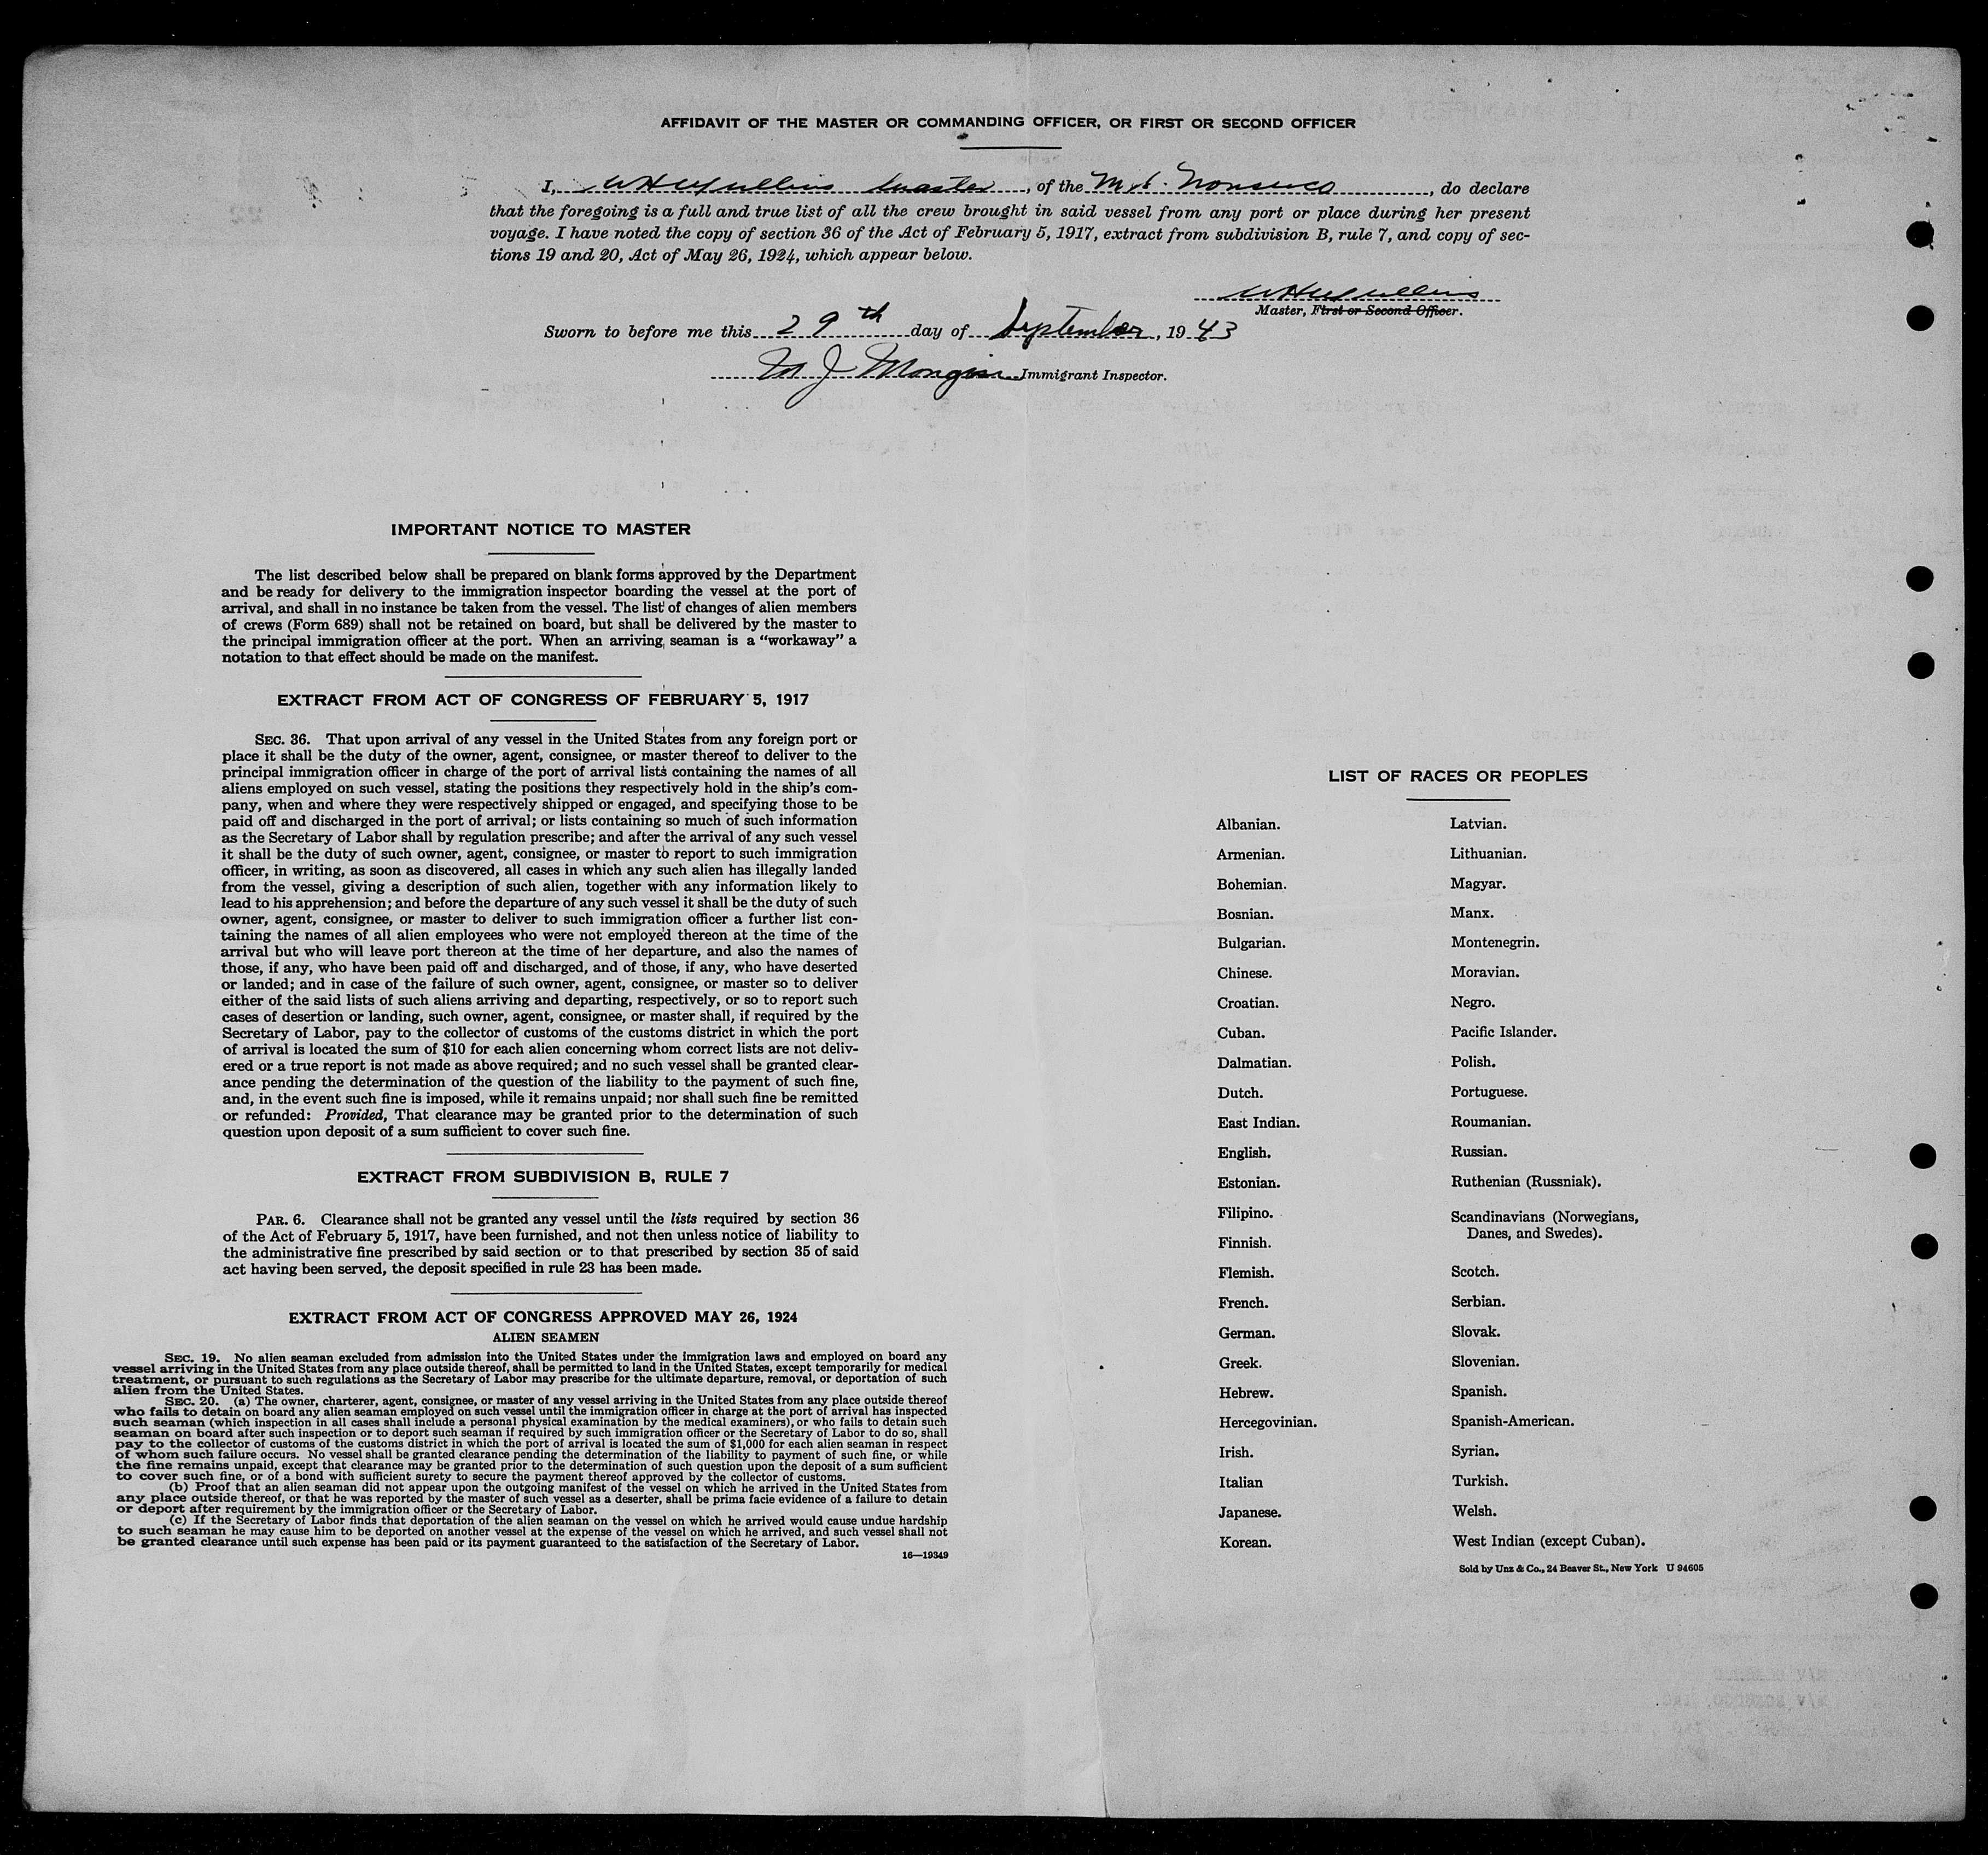 AFFIDAVIT OF THE MASTER OR COMMANDING OFFICER, OR FIRST OR SECOND OFFICER
I, Master, of the M.S., do declare
that the foregoing is a full and true list of all the crew brought in said vessel from any port or place during her present
voyage. I have noted the copy of section 36 of the Act of February 5, 1917, extract from subdivision B, rule 7, and copy of sec-
tions 19 and 20, Act of May 26, 1924, which appear below.
Master, First or Second Officer.
Sworn to before me this 29th day of September, 1943
M J Immigrant Inspector.
IMPORTANT NOTICE TO MASTER
The list described below shall be prepared on blank forms approved by the Department
and be ready for delivery to the immigration inspector boarding the vessel at the port of
arrival, and shall in no instance be taken from the vessel. The list of changes of alien members
of crews (Form 689) shall not be retained on board, but shall be delivered by the master to
the principal immigration officer at the port. When an arriving seaman is a "workaway" a
notation to that effect should be made on the manifest.
EXTRACT FROM ACT OF CONGRESS OF FEBRUARY 5, 1917
SEC. 36. That upon arrival of any vessel in the United States from any foreign port or
place it shall be the duty of the owner, agent, consignee, or master thereof to deliver to the
principal immigration officer in charge of the port of arrival lists containing the names of all
aliens employed on such vessel, stating the positions they respectively hold in the ship's com-
pany, when and where they were respectively shipped or engaged, and specifying those to be
paid off and discharged in the port of arrival; or lists containing so much of such information
as the Secretary of Labor shall by regulation prescribe; and after the arrival of any such vessel
it shall be the duty of such owner, agent, consignee, or master to report to such immigration
officer, in writing, as soon as discovered, all cases in which any such alien has illegally landed
from the vessel, giving a description of such alien, together with any information likely to
lead to his apprehension; and before the departure of any such vessel it shall be the duty of such
owner, agent, consignee, or master to deliver to such immigration officer a further list con-
taining the names of all alien employees who were not employed thereon at the time of the
arrival but who will leave port thereon at the time of her departure, and also the names of
those, if any, who have been paid off and discharged, and of those, if any, who have deserted
or landed; and in case of the failure of such owner, agent, consignee, or master so to deliver
either of the said lists of such aliens arriving and departing, respectively, or so to report such
cases of desertion or landing, such owner, agent, consignee, or master shall, if required by the
Secretary of Labor, pay to the collector of customs of the customs district in which the port
of arrival is located the sum of $10 for each alien concerning whom correct lists are not deliv-
ered or a true report is not made as above required; and no such vessel shall be granted clear-
ance pending the determination of the question of the liability to the payment of such fine,
and, in the event such fine is imposed, while it remains unpaid; nor shall such fine be remitted
or refunded: Provided, That clearance may be granted prior to the determination of such
question upon deposit of a sum sufficient to cover such fine.
EXTRACT FROM SUBDIVISION B, RULE 7
PAR. 6. Clearance shall not be granted any vessel until the lists required by section 36
of the Act of February 5, 1917, have been furnished, and not then unless notice of liability to
the administrative fine prescribed by said section or to that prescribed by section 35 of said
act having been served, the deposit specified in rule 23 has been made.
EXTRACT FROM ACT OF CONGRESS APPROVED MAY 26, 1924
ALIEN SEAMEN
SEC. 19. No alien seaman excluded from admission into the United States under the immigration laws and employed on board any
vessel arriving in the United States from any place outside thereof, shall be permitted to land in the United States, except temporarily for medical
treatment, or pursuant to such regulations as the Secretary of Labor may prescribe for the ultimate departure, removal, or deportation of such
alien from the United States.
SEC. 20. (a) The owner, charterer, agent, consignee, or master of any vessel arriving in the United States from any place outside thereof
who fails to detain on board any alien seaman employed on such vessel until the immigration officer in charge at the port of arrival has inspected
such seaman (which inspection in all cases shall include a personal physical examination by the medical examiners), or who fails to detain such
seaman on board after such inspection or to deport such seaman if required by such immigration officer or the Secretary of Labor to do so, shall
pay to the collector of customs of the customs district in which the port of arrival is located the sum of $1,000 for each alien seaman in respect
of whom such failure occurs. No vessel shall be granted clearance pending the determination of the liability to payment of such fine, or while
the fine remains unpaid, except that clearance may be granted prior to the determination of such question upon the deposit of a sum sufficient
to cover such fine, or of a bond with sufficient surety to secure the payment thereof approved by the collector of customs.
(b) Proof that an alien seaman did not appear upon the outgoing manifest of the vessel on which he arrived in the United States from
any place outside thereof, or that he was reported by the master of such vessel as a deserter, shall be prima facie evidence of a failure to detain
or deport after requirement by the immigration officer or the Secretary of Labor.
(c) If the Secretary of Labor finds that deportation of the alien seaman on the vessel on which he arrived would cause undue hardship
to such seaman he may cause him to be deported on another vessel at the expense of the vessel on which he arrived, and such vessel shall not
be granted clearance until such expense has been paid or its payment guaranteed to the satisfaction of the Secretary of Labor.
16—19349
LIST OF RACES OR PEOPLES
Albanian.
Armenian.
Bohemian.
Bosnian.
Bulgarian.
Chinese.
Croatian.
Cuban.
Dalmatian.
Dutch.
East Indian.
English.
Estonian.
Filipino.
Finnish.
Flemish.
French.
German.
Greek.
Hebrew.
Hercegovinian.
Irish.
Italian
Japanese.
Korean.
Latvian.
Lithuanian.
Magyar.
Manx.
Montenegrin.
Moravian.
Negro.
Pacific Islander.
Polish.
Portuguese.
Roumanian.
Russian.
Ruthenian (Russniak).
Scandinavians (Norwegians,
Danes, and Swedes).
Scotch.
Serbian.
Slovak.
Slovenian.
Spanish.
Spanish-American.
Syrian.
Turkish.
Welsh.
West Indian (except Cuban).
Sold by Unz & Co., 24 Beaver St., New York U 94605